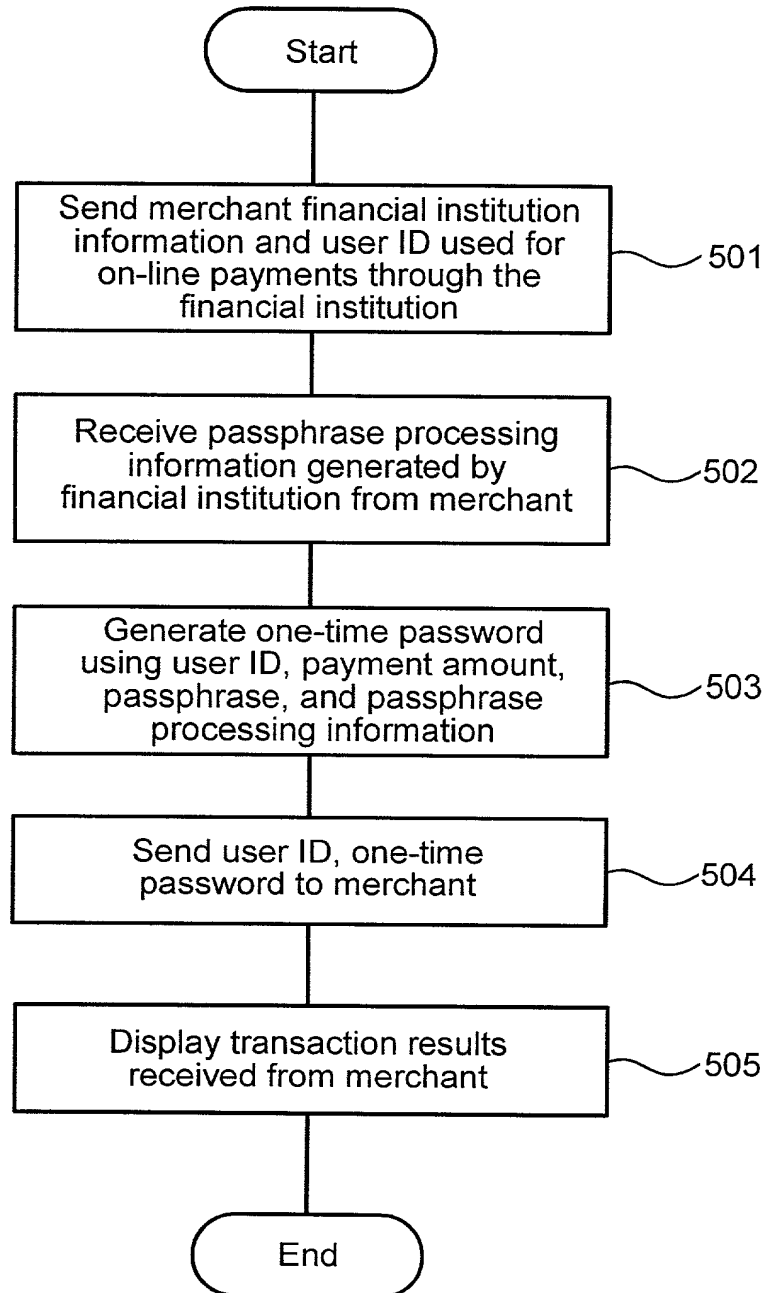 Start
Send merchant financial institution
information and user ID used for
on-line payments through the
financial institution
501
Receive passphrase processing
information generated by
financial institution from merchant
502
Generate one-time password
using user ID, payment amount,
passphrase, and passphrase
processing information
503
Send user ID, one-time
password to merchant
504
Display transaction results
received from merchant
505
End